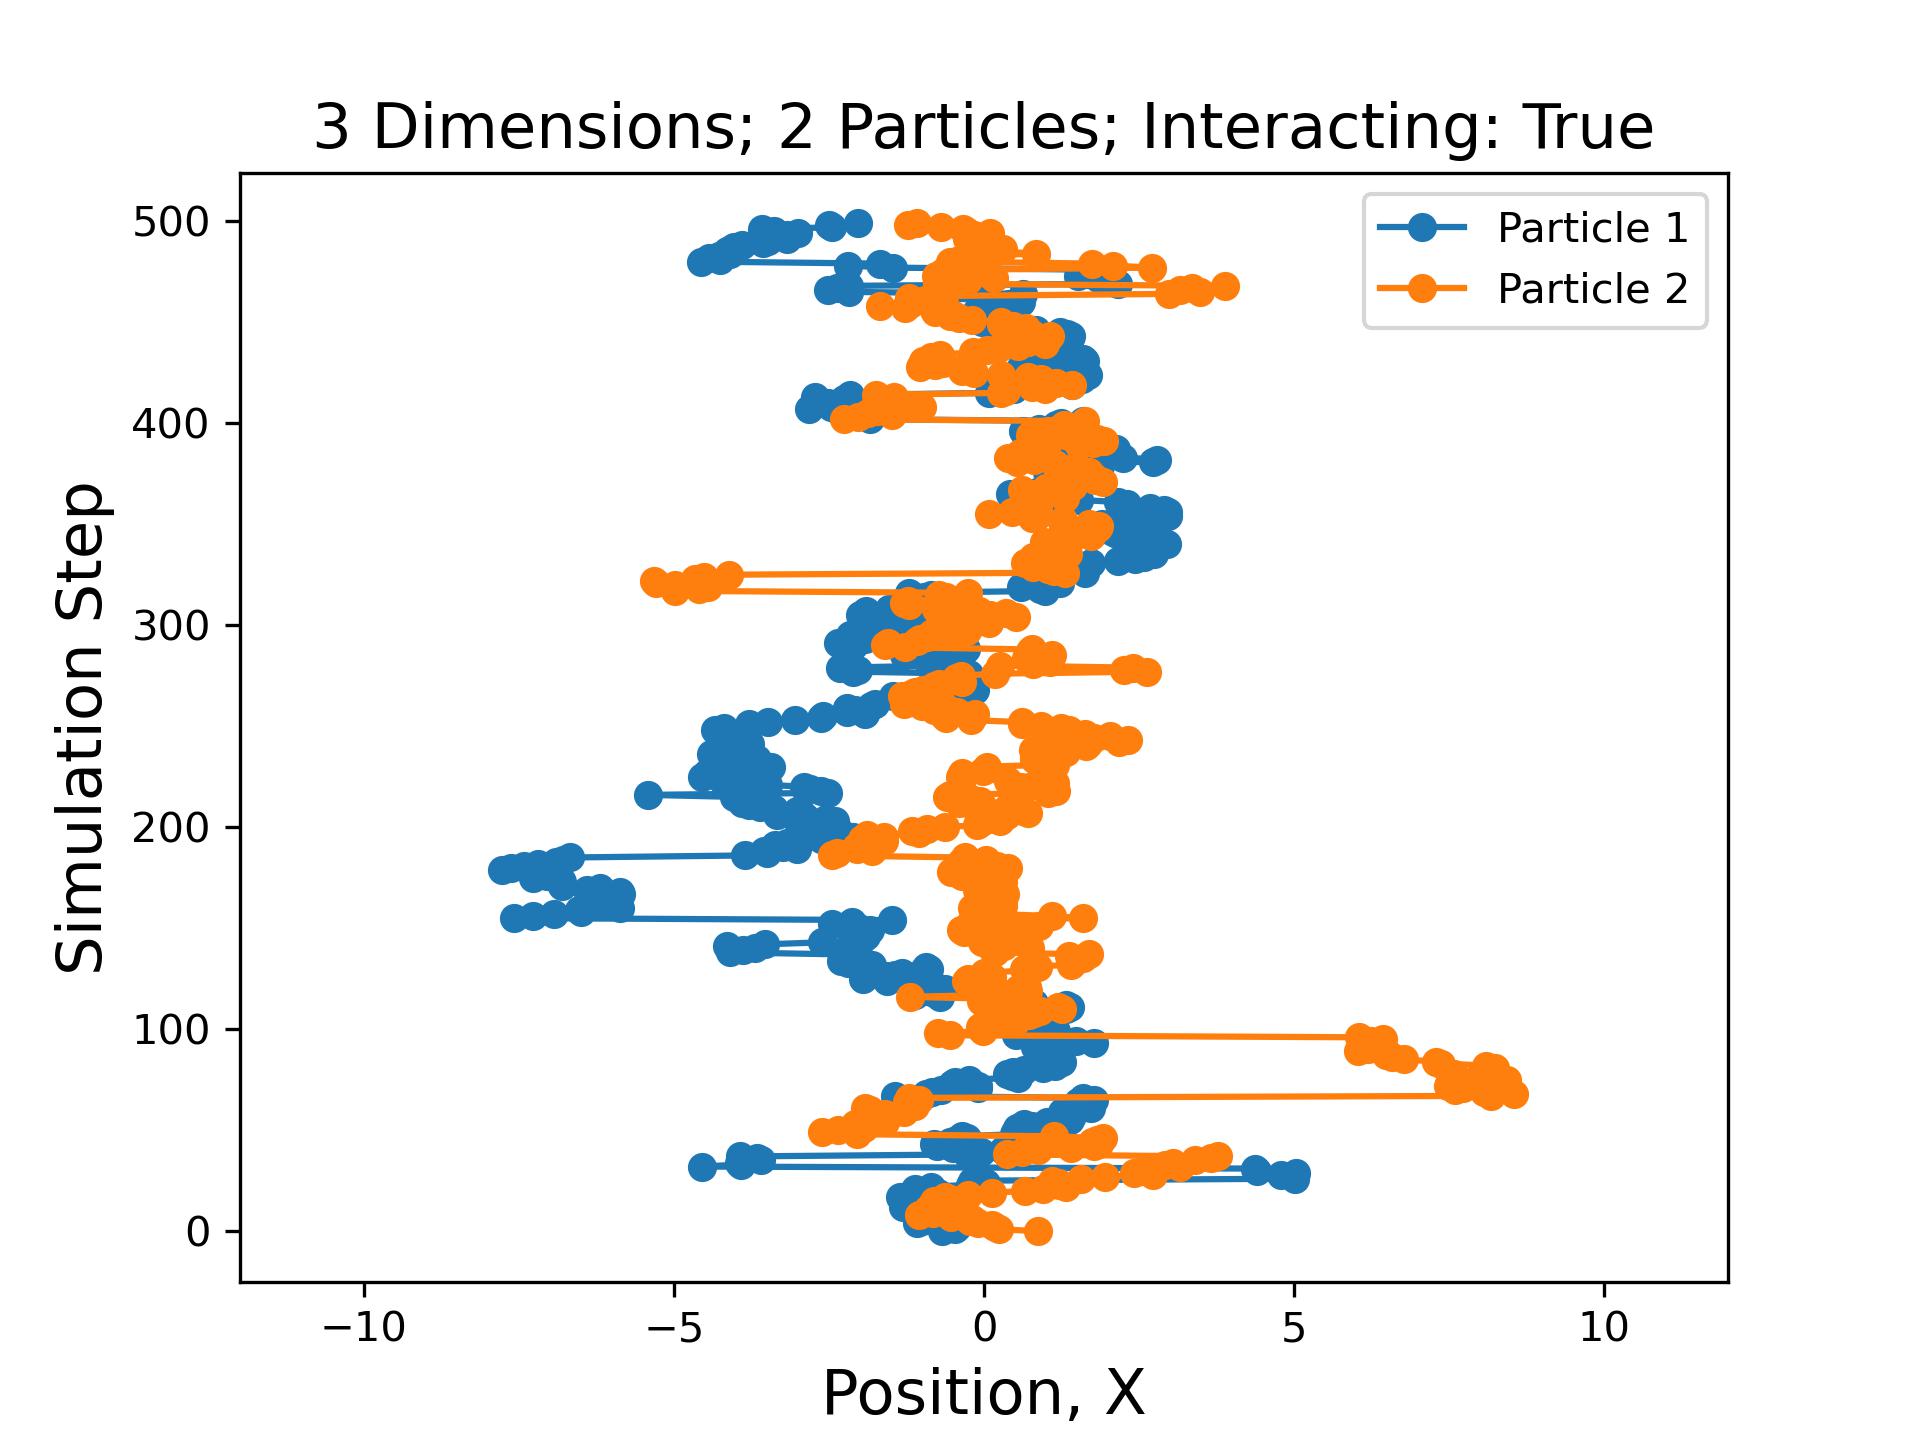 3 Dimensions; 2 Particles; Interacting: True
Particle 1
Particle 2
Simulation Step
500
400
300
200
100
0
−10
−5
0
5
10
Position, X